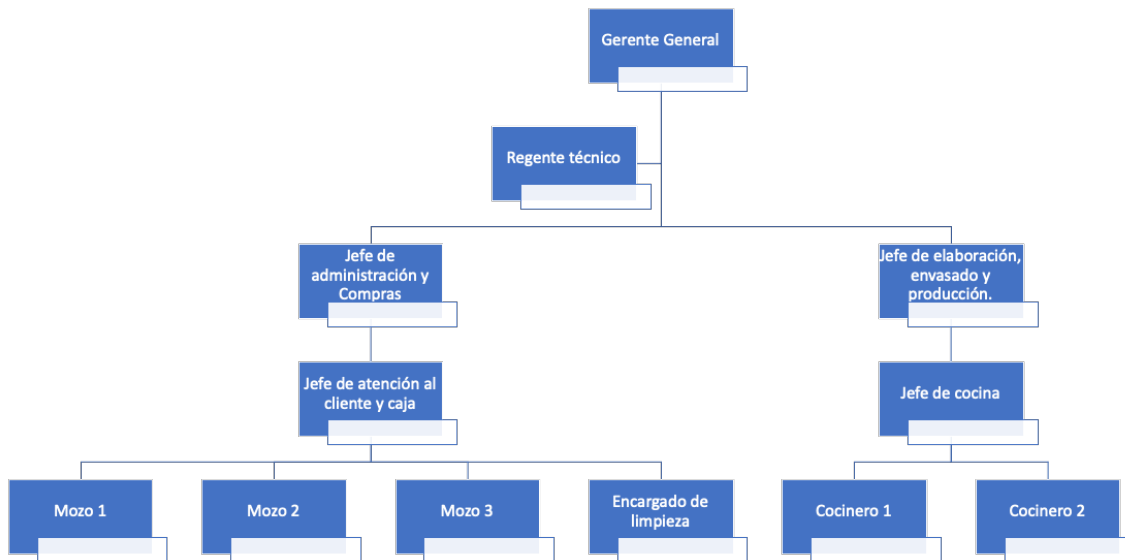 Gerente General
Regente técnico
Jefe de
administración y
Compras
Jefe de elaboración,
envasado y
producción.
Jefe de atención al
cliente y caja
Jefe de cocina
Mozo 1
Mozo 2
Mozo 3
Encargado de
limpieza
Cocinero 1
Cocinero 2